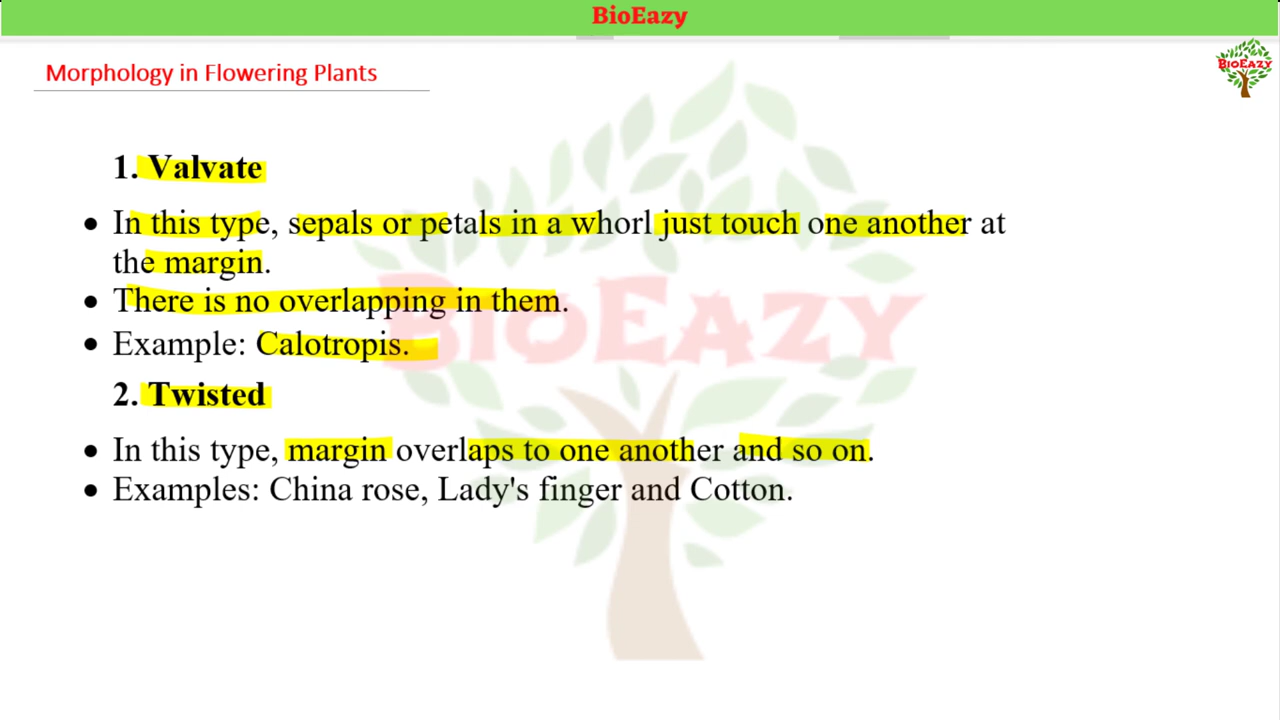 BioEazy
Morphology in Flowering Plants
BIOEAZY
1. Valvate
• In this type, sepals or petals in a whorl just touch one another at
the margin.
• There is no overlapping in them.
• Example: Calotropis.
2. Twisted
• In this type, margin overlaps to one another and so on.
• Examples: China rose, Lady's finger and Cotton.
BIOEAZY